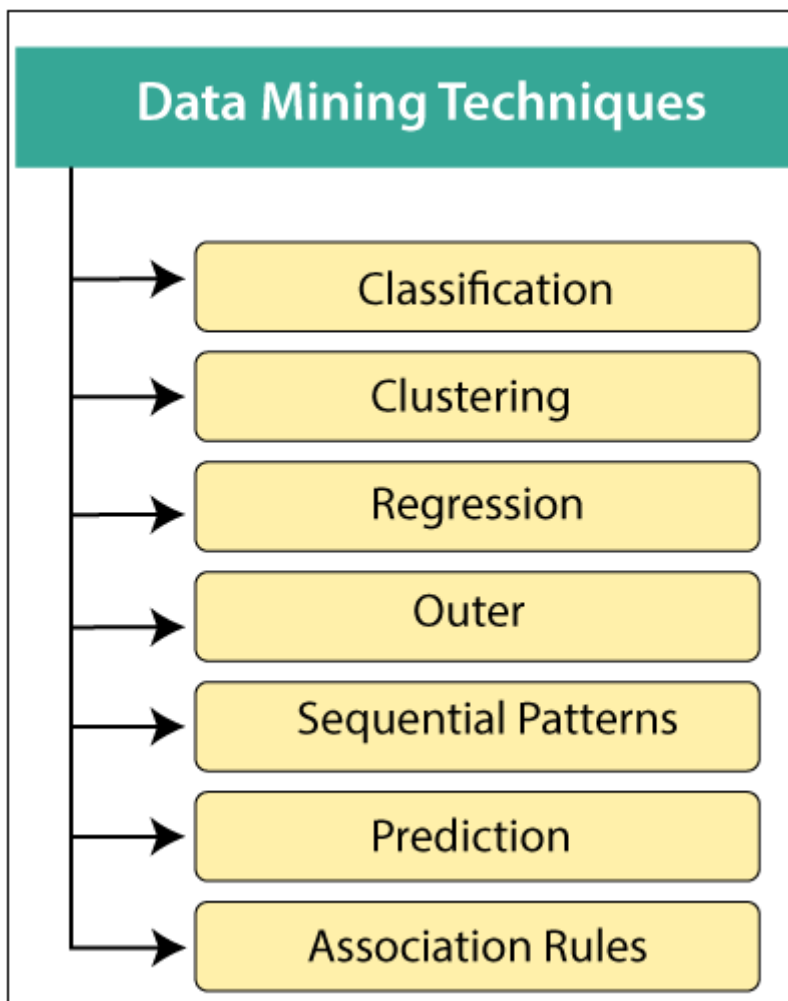 Data Mining Techniques
Classification
Clustering
Regression
Outer
Sequential Patterns
Prediction
Association Rules